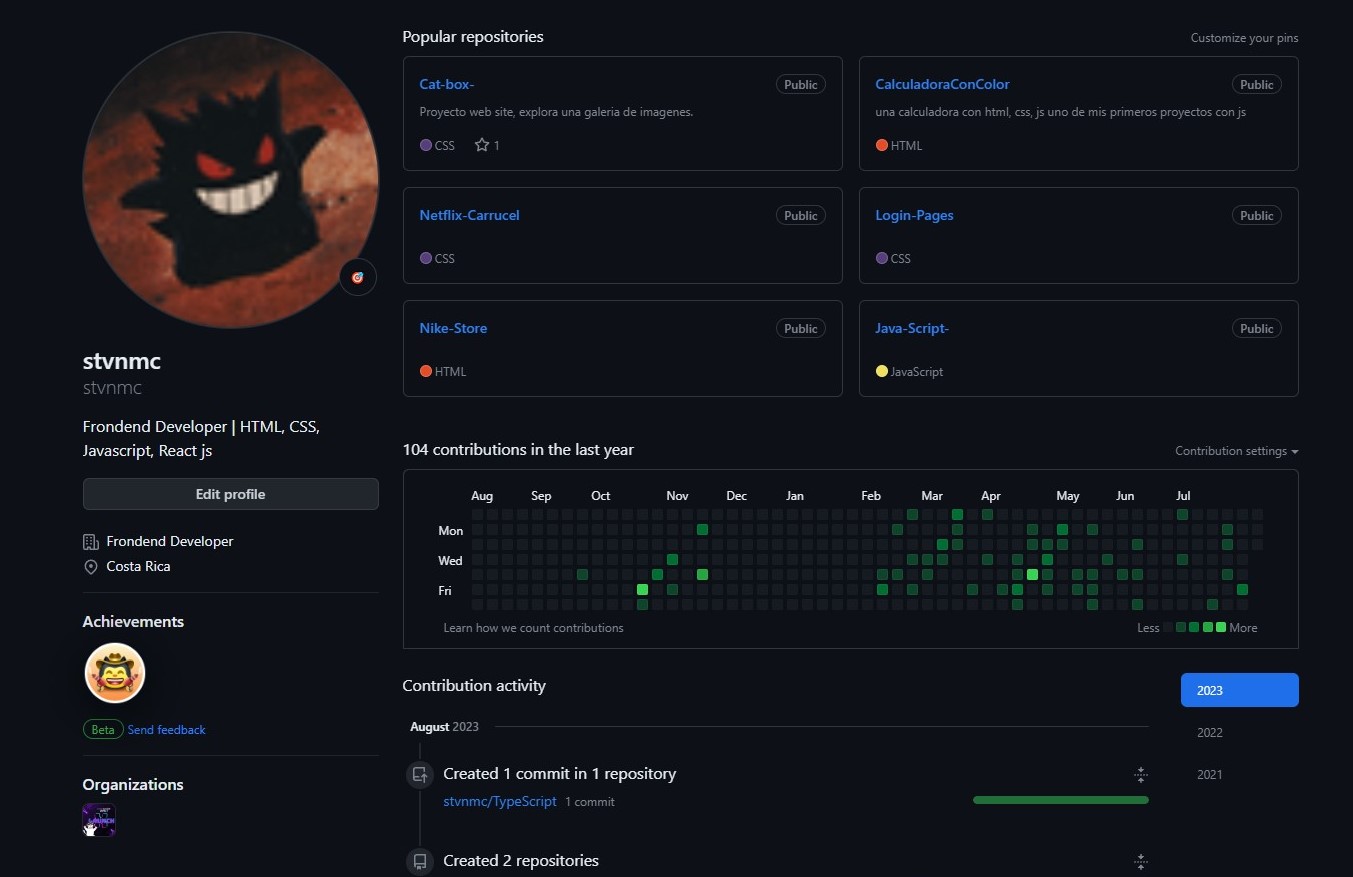 stvnmc
stvnmc
Frondend Developer | HTML, CSS,
Javascript, React js
Edit profile
Frondend Developer
Costa Rica
Achievements
Beta Send feedback
Organizations
Popular repositories
Customize your pins
Cat-box-
Public
Proyecto web site, explora una galeria de imagenes.
CSS
1
CalculadoraConColor
Public
una calculadora con html, css, js uno de mis primeros proyectos con js
HTML
Netflix-Carrucel
Public
CSS
Login-Pages
Public
CSS
Nike-Store
Public
HTML
Java-Script-
Public
JavaScript
104 contributions in the last year
Contribution settings
Aug Sep Oct Nov Dec Jan Feb Mar Apr May Jun Jul
Mon
Wed
Fri
Learn how we count contributions
Less More
Contribution activity
2023
2022
2021
August 2023
Created 1 commit in 1 repository
stvnmc/TypeScript 1 commit
Created 2 repositories